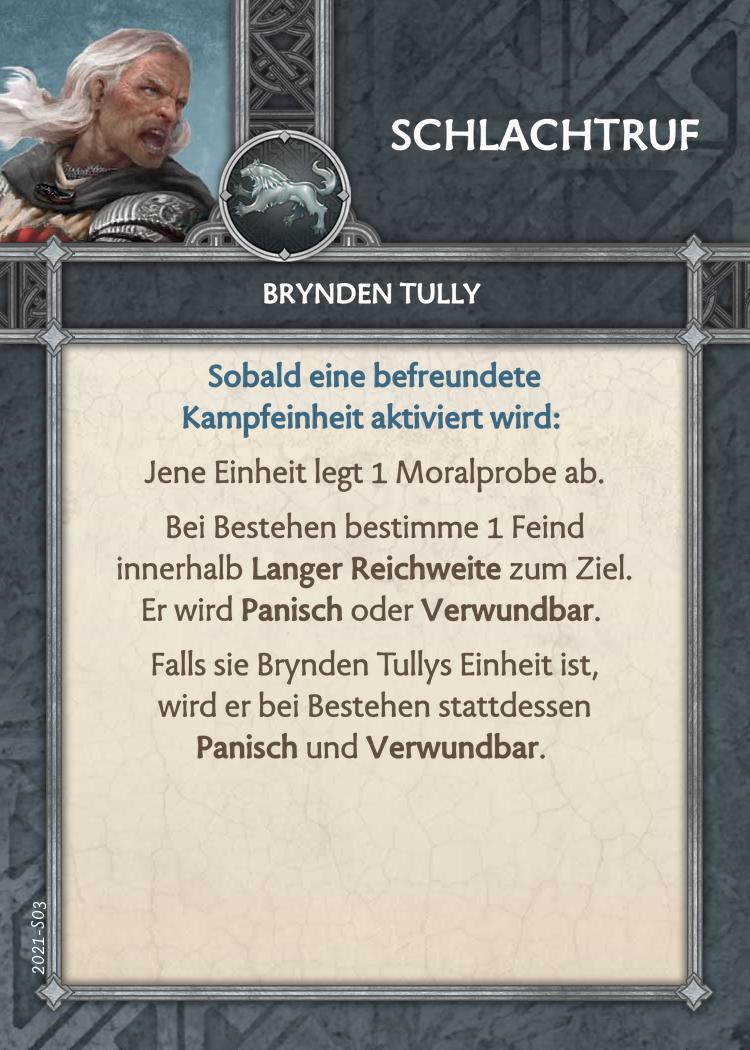 SCHLACHTRUF
BRYNDEN TULLY
Sobald eine befreundete
Kampfeinheit aktiviert wird:
Jene Einheit legt 1 Moralprobe ab.
Bei Bestehen bestimme 1 Feind
innerhalb Langer Reichweite zum Ziel.
Er wird Panisch oder Verwundbar.
Falls sie Brynden Tullys Einheit ist,
wird er bei Bestehen stattdessen
Panisch und Verwundbar.
2021-S03